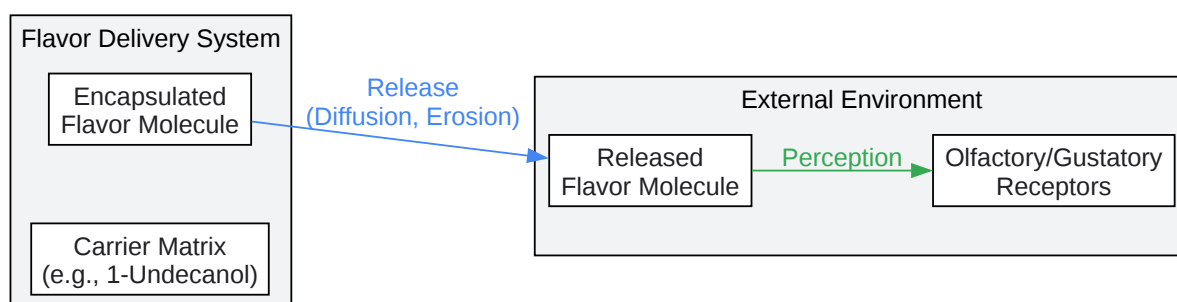 Flavor Delivery System
Encapsulated
Flavor Molecule
Carrier Matrix
(e.g., 1-Undecanol)
Release
(Diffusion, Erosion)
External Environment
Released
Flavor Molecule
Perception
Olfactory/Gustatory
Receptors